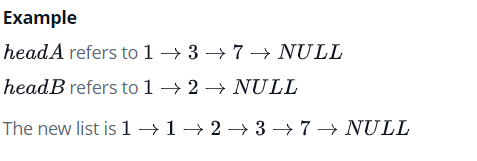 Example
headA refers to 1 → 3 → 7 → NULL
headB refers to 1 → 2 → NULL
The new list is 1 → 1 → 2 → 3 → 7 → NULL